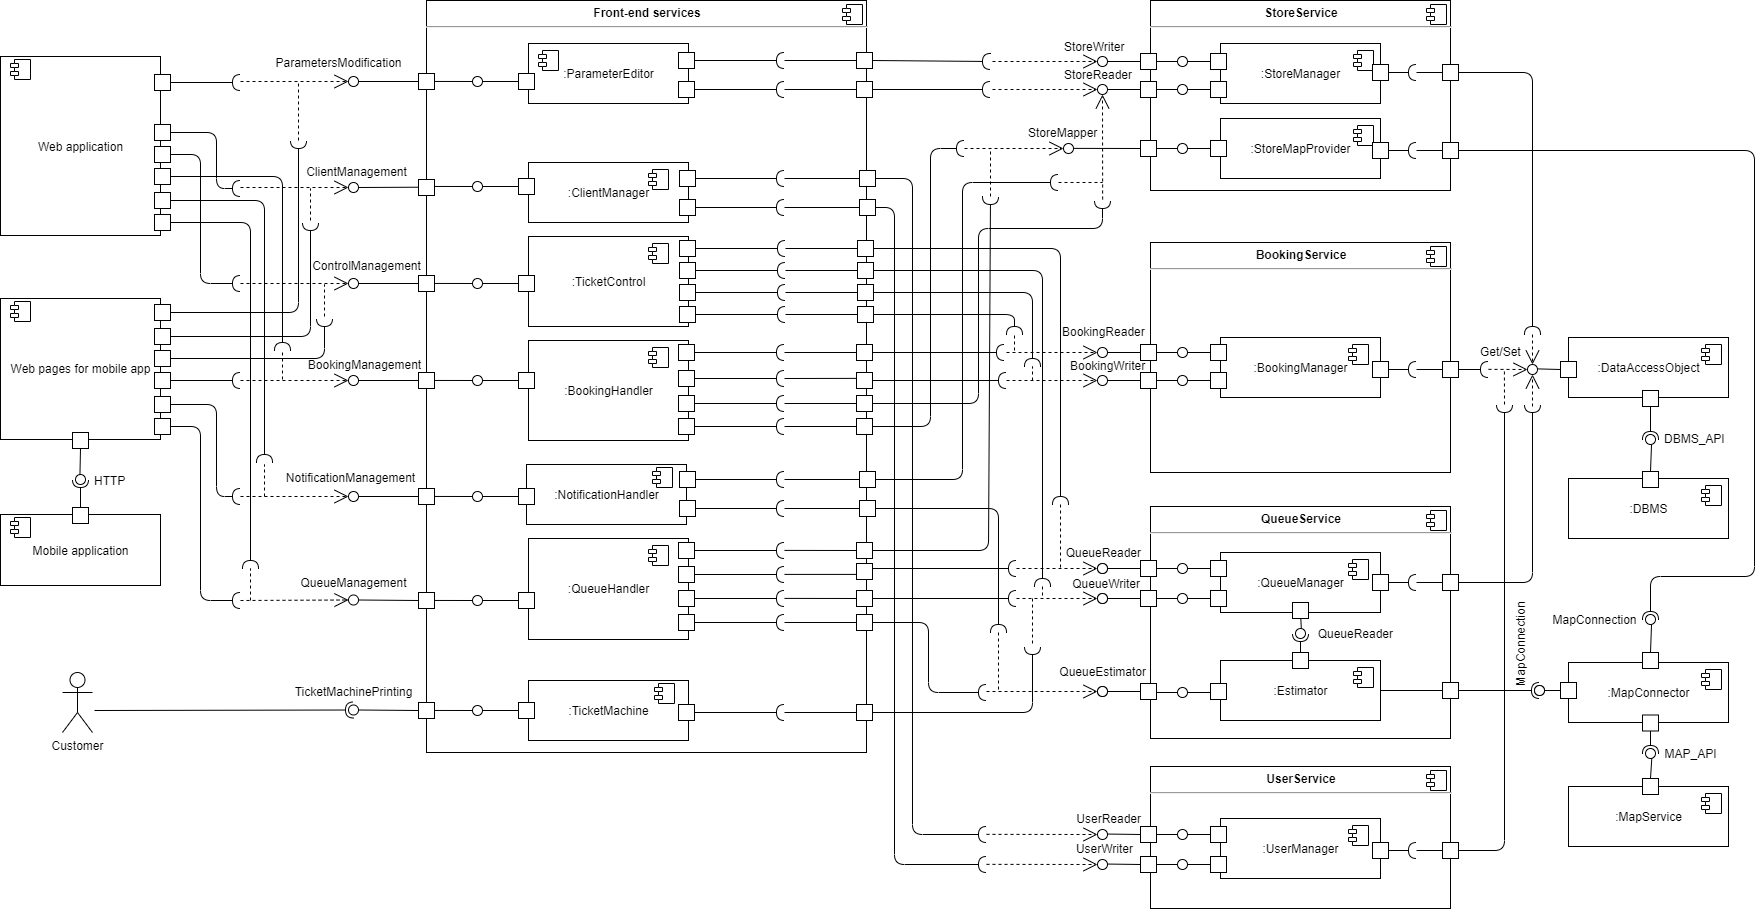 Front-end services
StoreService
StoreWriter
ParametersModification
:ParameterEditor
StoreReader
:StoreManager
StoreMapper
Web application
:StoreMapProvider
ClientManagement
:ClientManager
BookingService
ControlManagement
:TicketControl
BookingReader
Get/Set
BookingManagement
BookingWriter
:BookingManager
:DataAccessObject
Web pages for mobile app
:BookingHandler
DBMS_API
HTTP
NotificationManagement
:NotificationHandler
:DBMS
QueueService
Mobile application
QueueReader
QueueManagement
QueueWriter
:QueueManager
:QueueHandler
MapConnection
MapConnection
QueueReader
QueueEstimator
TicketMachinePrinting
:Estimator
:MapConnector
:TicketMachine
Customer
MAP_API
UserService
UserReader
:MapService
UserWriter
:UserManager